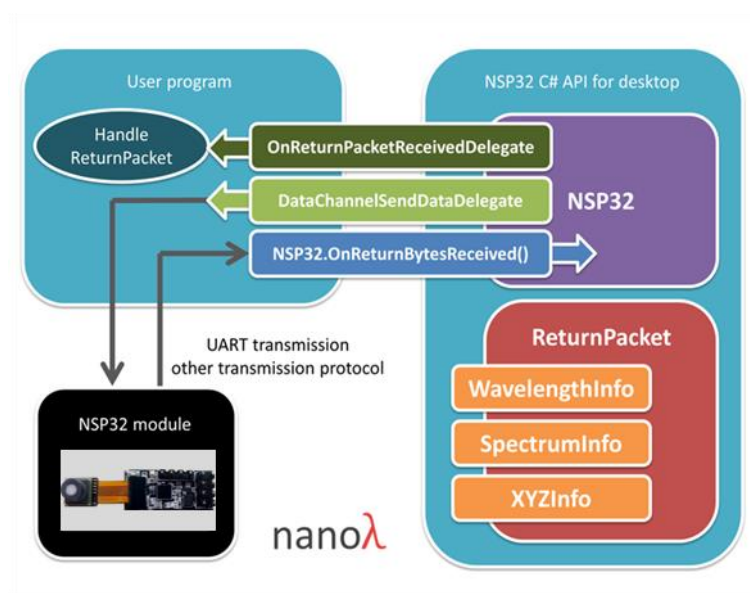 User program
NSP32 C# API for desktop
Handle
ReturnPacket
OnReturnPacketReceivedDelegate
DataChannelSendDataDelegate
NSP32
NSP32.OnReturnBytesReceived()
UART transmission
other transmission protocol
ReturnPacket
WavelengthInfo
SpectrumInfo
XYZInfo
NSP32 module
nanoλ